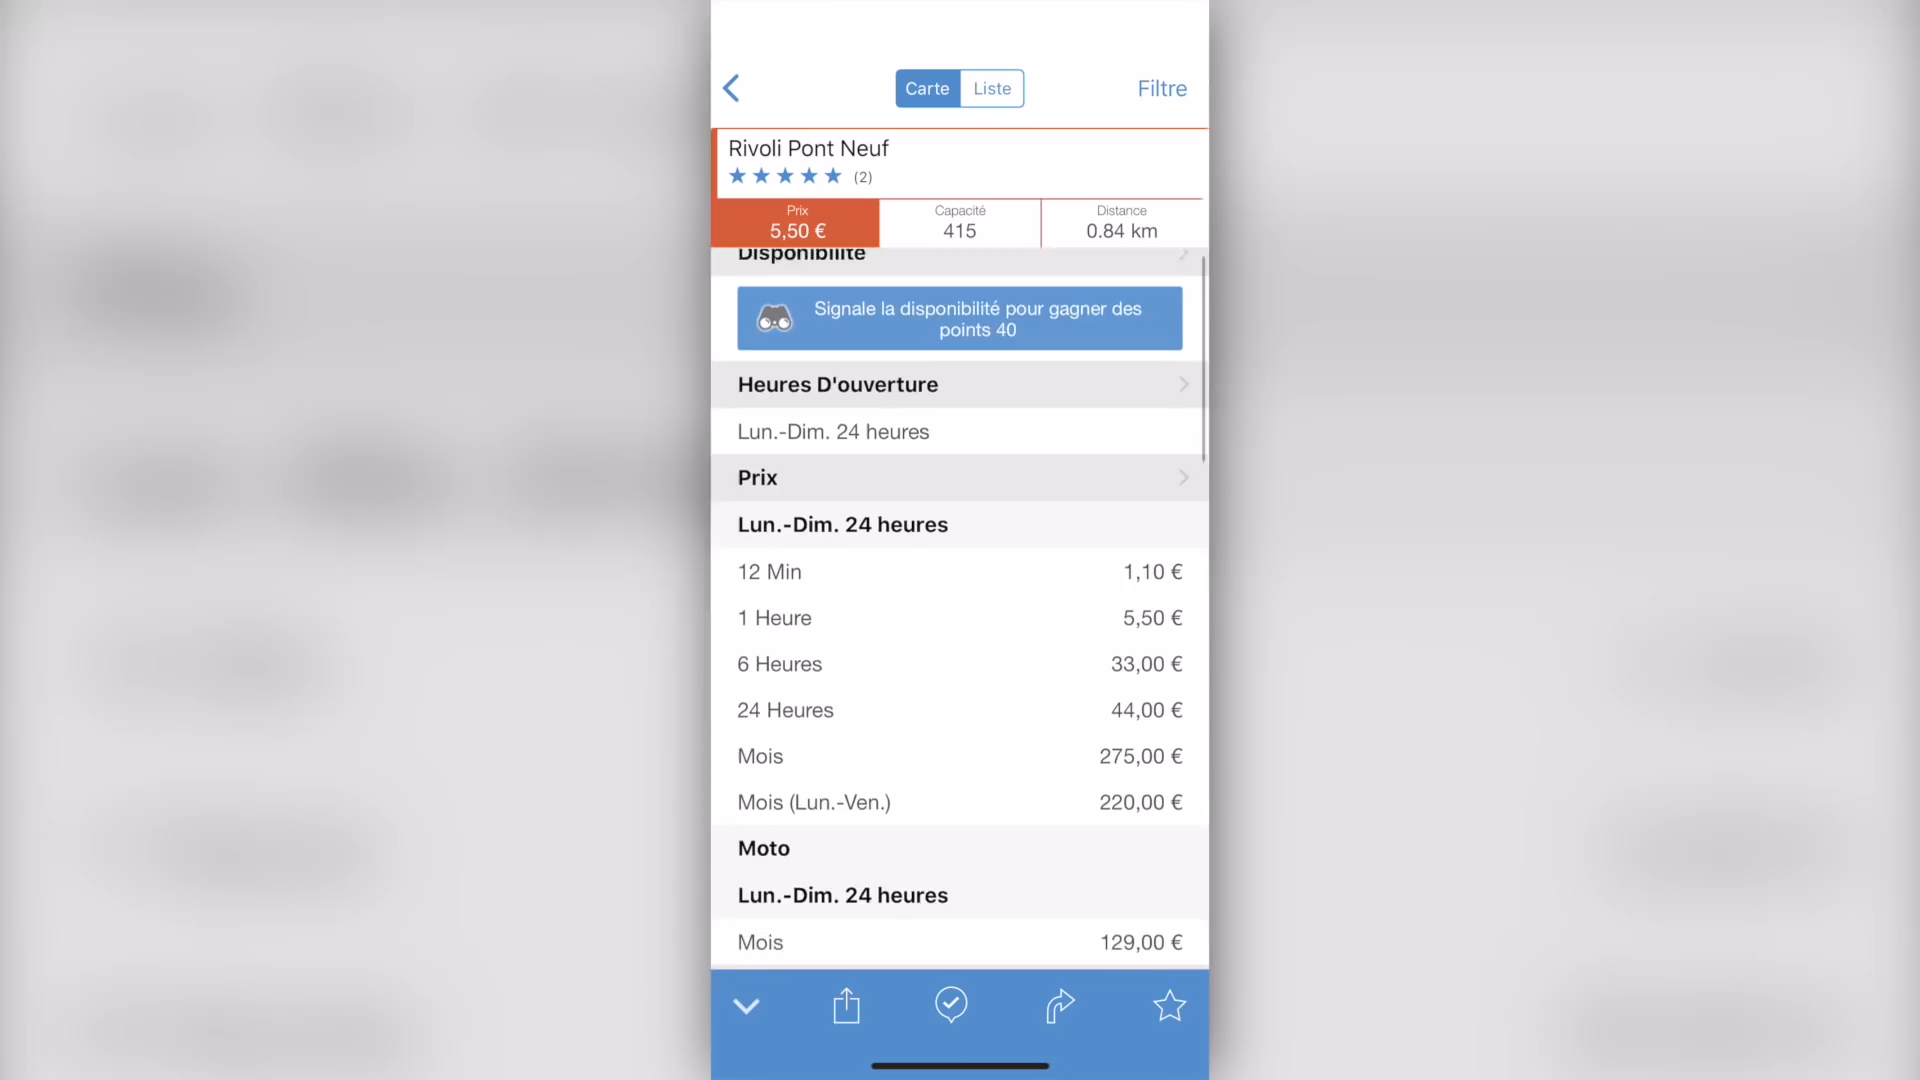 Carte Liste Filtre
Rivoli Pont Neuf
(2)
Prix Capacité Distance
5,50 € 415 0.84 km
Disponibilité
Signale la disponibilité pour gagner des
points 40
Heures D'ouverture
Lun.-Dim. 24 heures
Prix
Lun.-Dim. 24 heures
12 Min 1,10 €
1 Heure 5,50 €
6 Heures 33,00 €
24 Heures 44,00 €
Mois 275,00 €
Mois (Lun.-Ven.) 220,00 €
Moto
Lun.-Dim. 24 heures
Mois 129,00 €